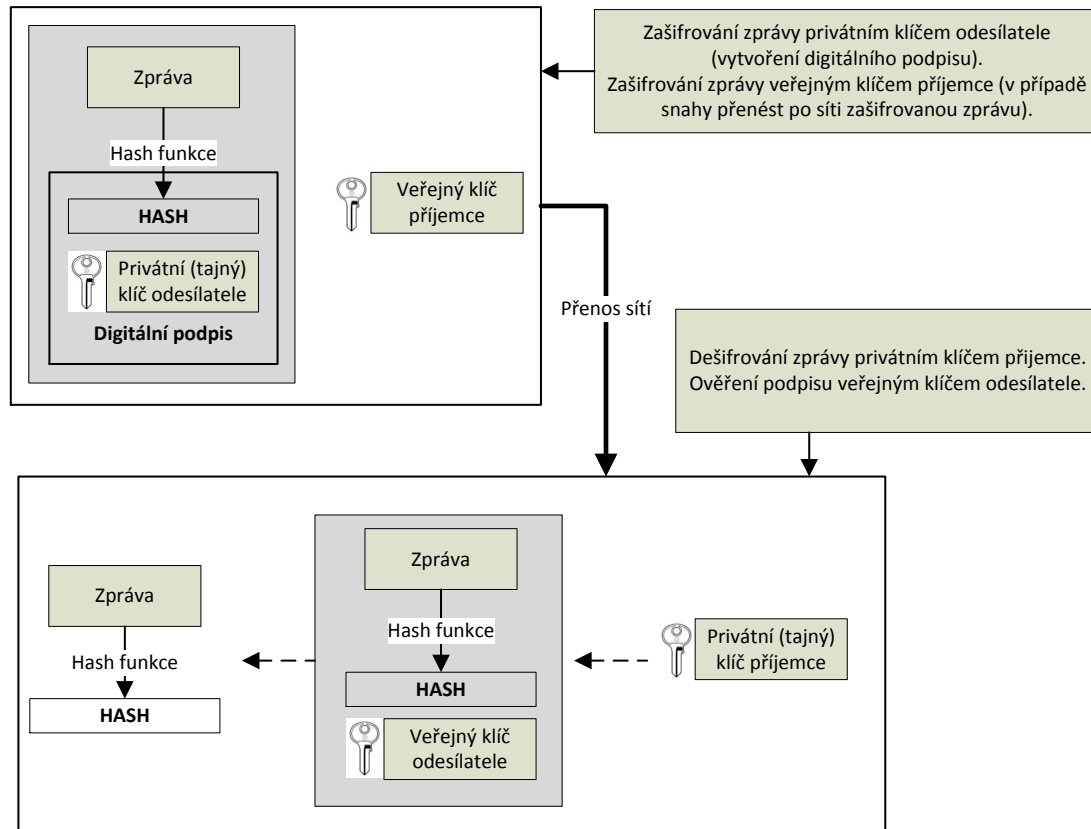 Zpráva
Hash funkce
HASH
Privátní (tajný)
klíč odesílatele
Digitální podpis
Veřejný klíč
příjemce
Zašifrování zprávy privátním klíčem odesílatele
(vytvoření digitálního podpisu).
Zašifrování zprávy veřejným klíčem příjemce (v případě
snahy přenést po síti zašifrovanou zprávu).
Přenos sítí
Dešifrování zprávy privátním klíčem přijemce.
Ověření podpisu veřejným klíčem odesílatele.
Zpráva
Hash funkce
HASH
Zpráva
Hash funkce
HASH
Veřejný klíč
odesílatele
Privátní (tajný)
klíč příjemce